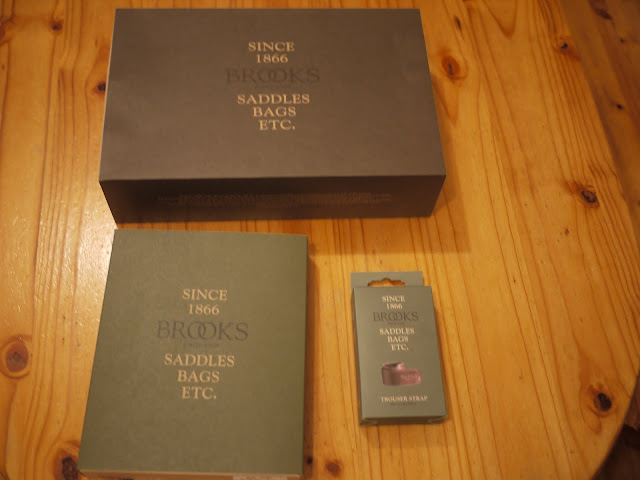 SINCE
1866
BROOKS
SADDLES
BAGS
ETC.
SINCE
1866
BROOKS
SADDLES
BAGS
ETC.
SINCE
1866
BROOKS
SADDLES
BAGS
ETC.
TROUSER STRAP